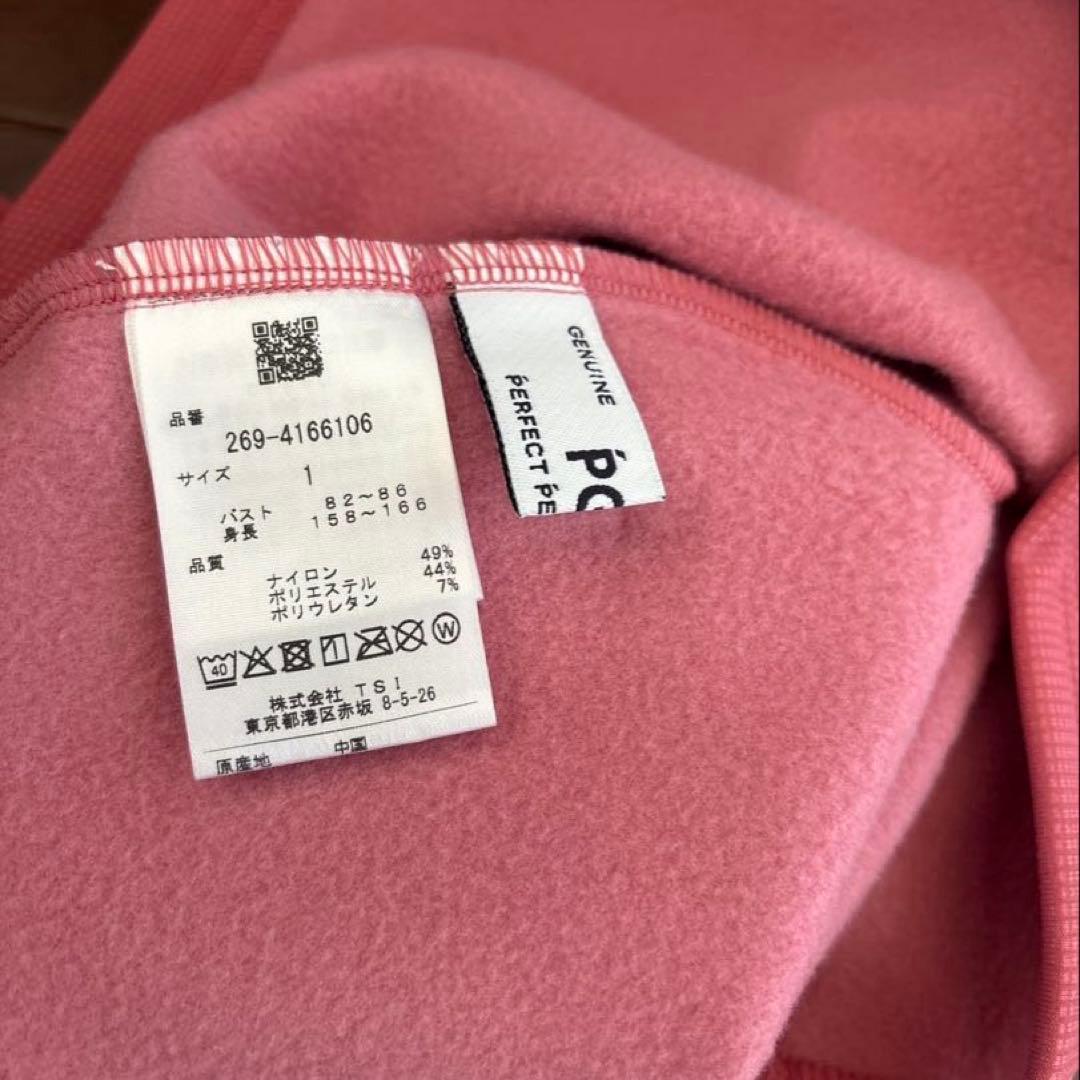 品番
269-4166106
サイズ 1
バスト 82～86
身長 158～166
品質
ナイロン 49%
ポリエステル 44%
ポリウレタン 7%
40
W
株式会社 TSI
東京都港区赤坂 8-5-26
原産地 中国
GENUINE
PERFECT